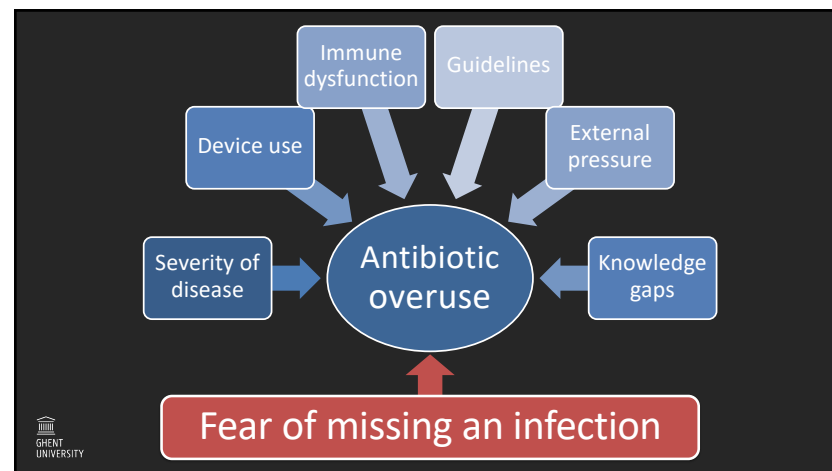 Immune
dysfunction
Guidelines
Device use
External
pressure
Severity of
disease
Antibiotic
overuse
Knowledge
gaps
Fear of missing an infection
GHENT
UNIVERSITY